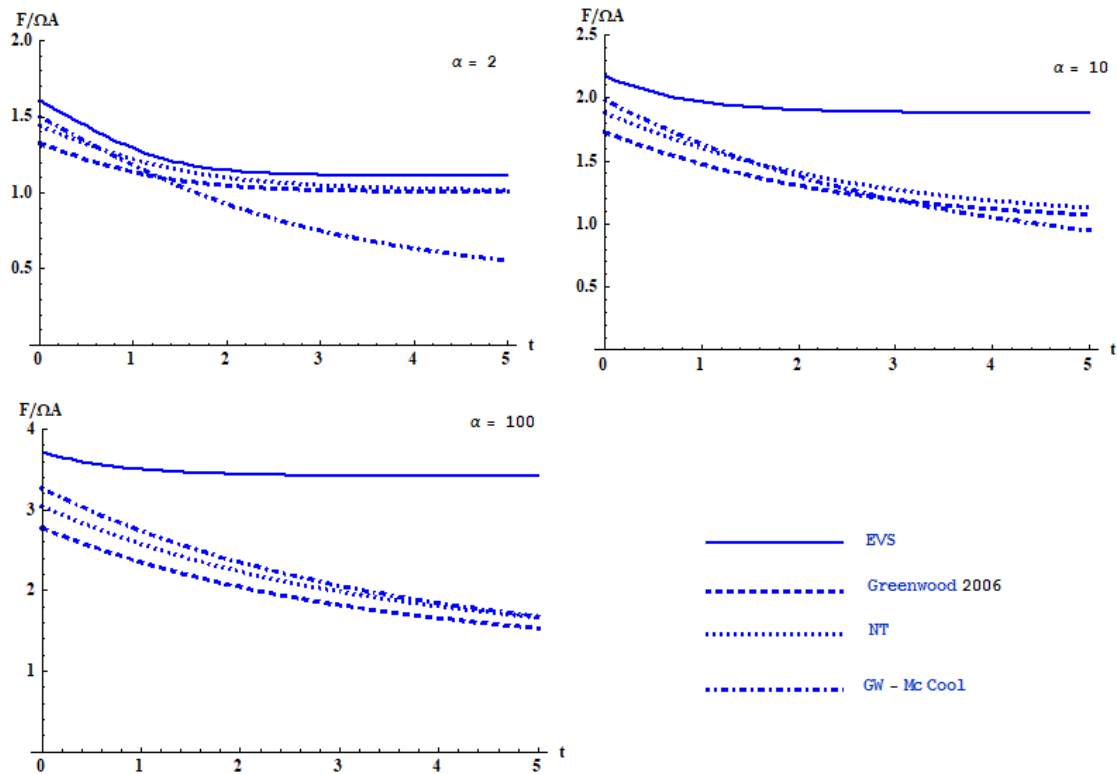 F/ΩA
α = 2
2.0
1.5
1.0
0.5
0 1 2 3 4 5 t
F/ΩA
α = 10
2.5
2.0
1.5
1.0
0.5
0 1 2 3 4 5 t
F/ΩA
α = 100
4
3
2
1
0 1 2 3 4 5 t
EVS
Greenwood 2006
NT
GW - Mc Cool